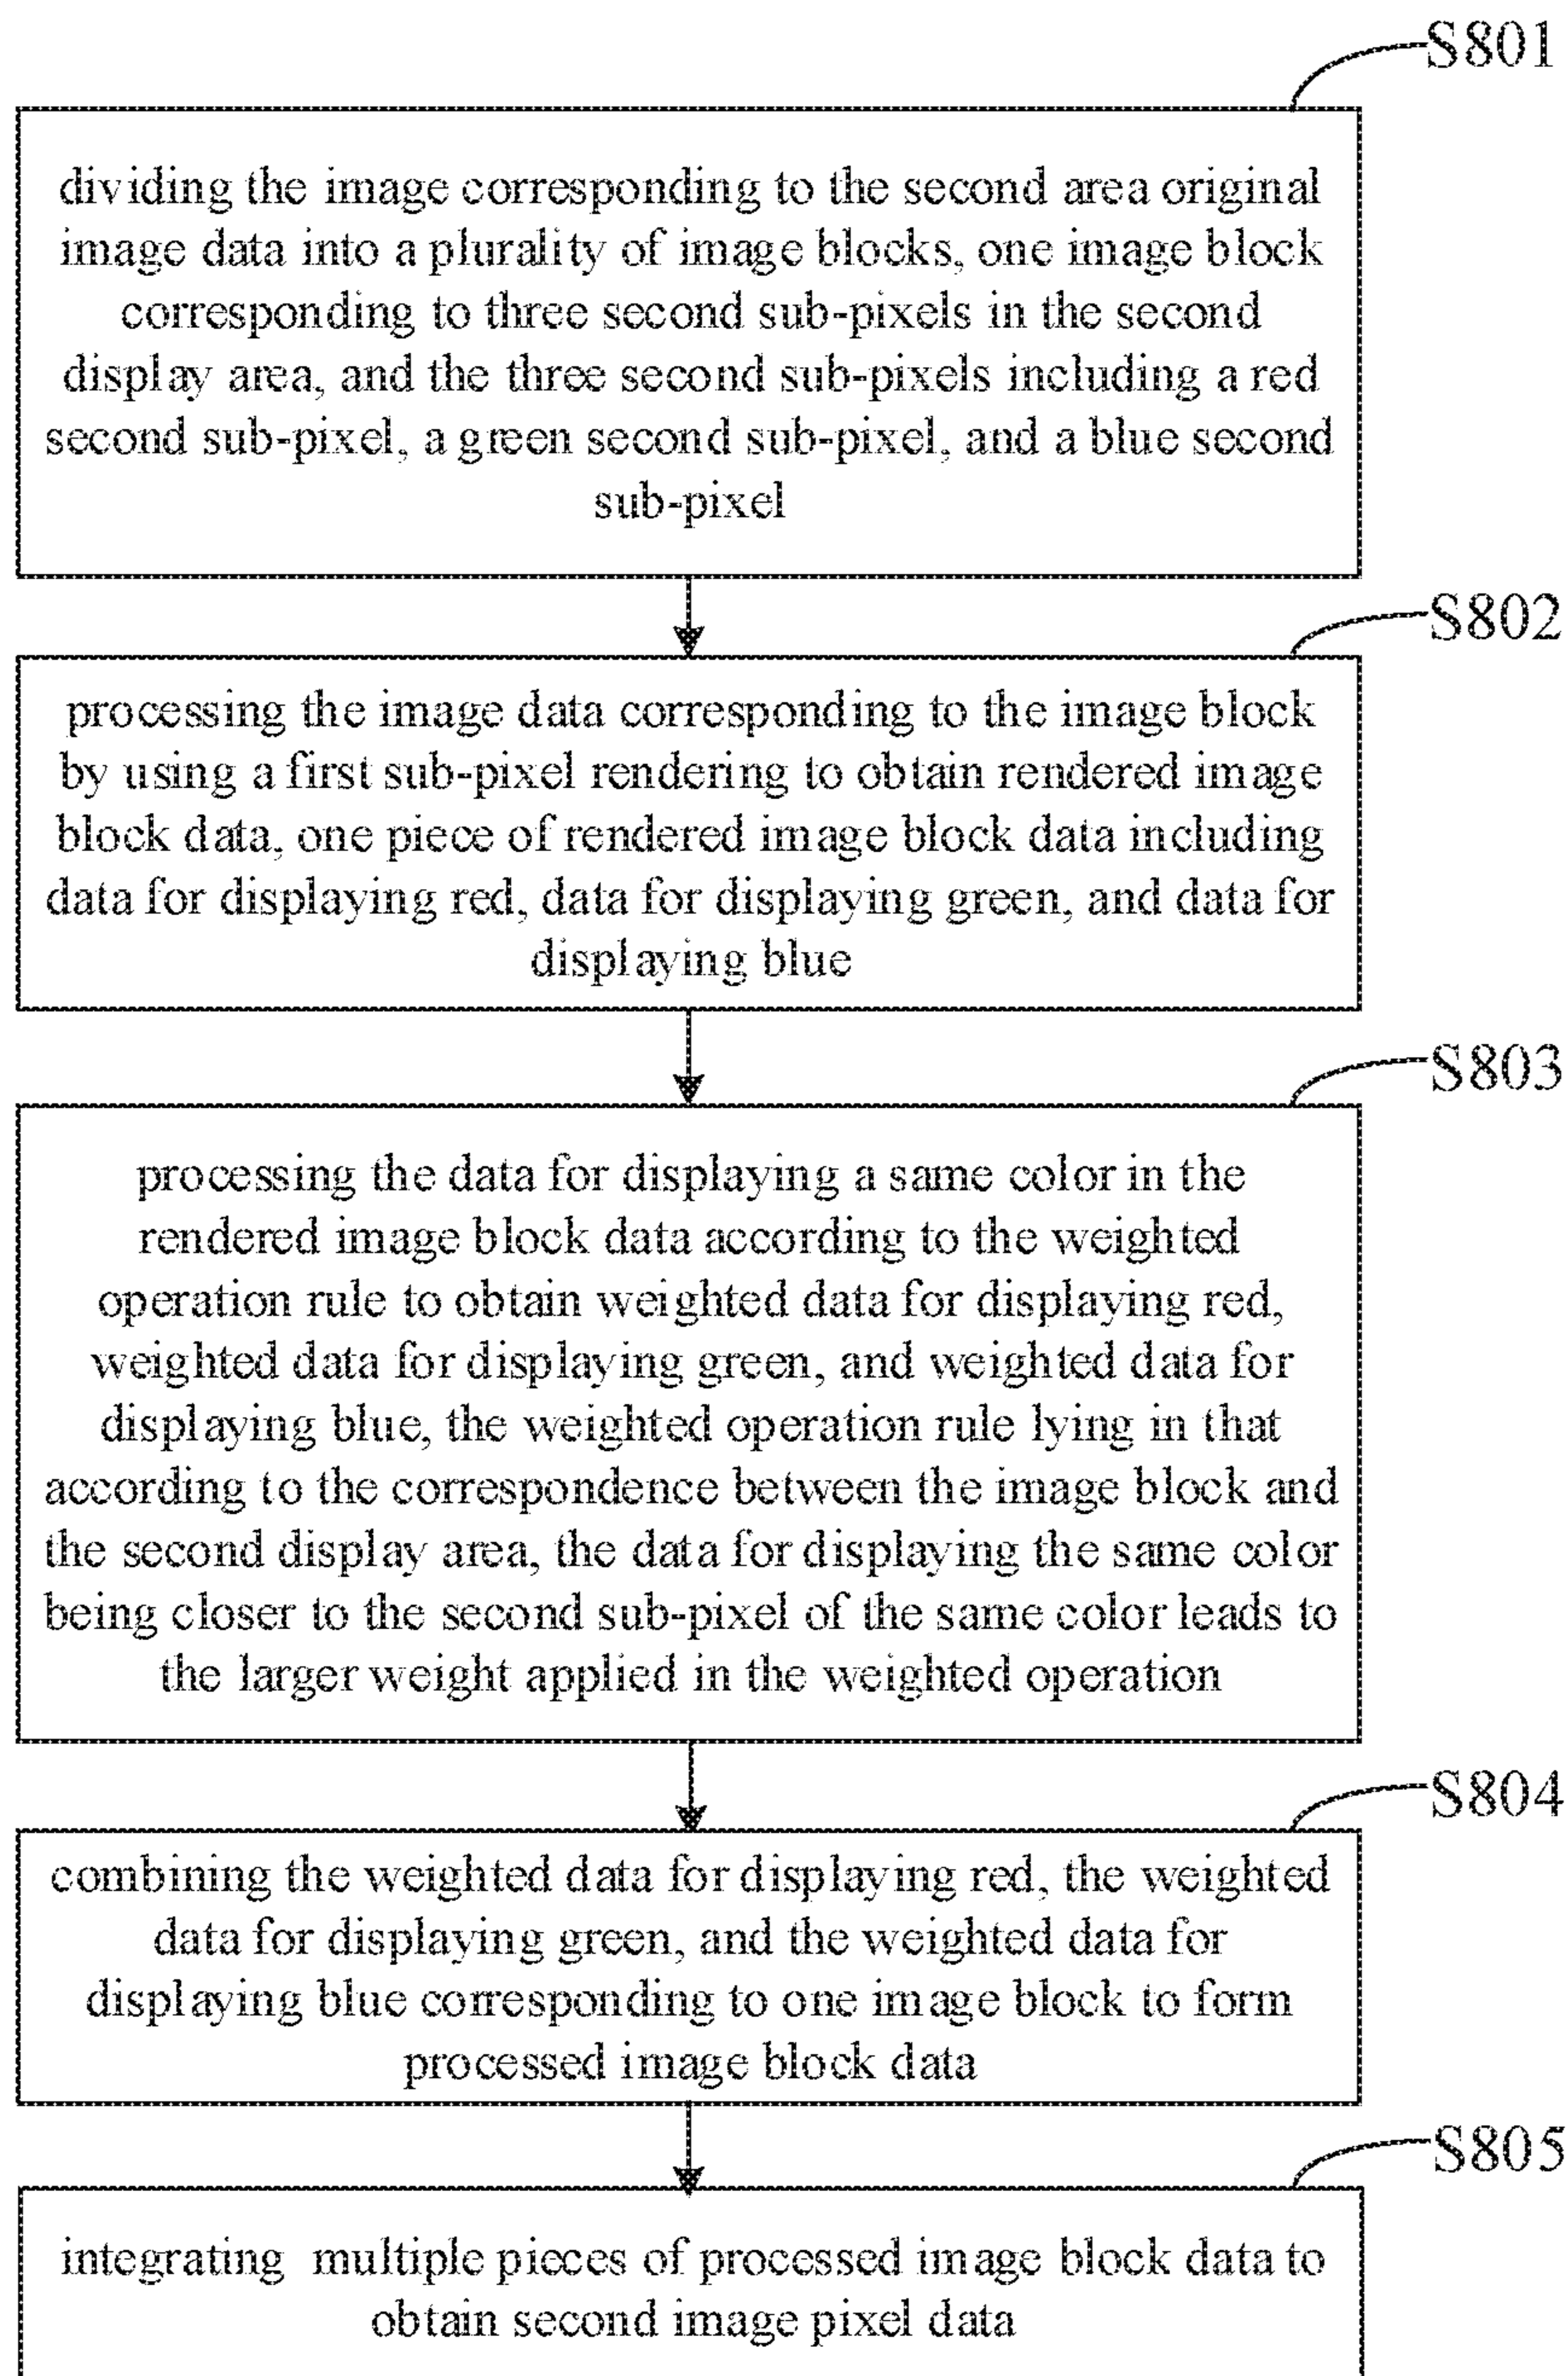 S801
dividing the image corresponding to the second area original
image data into a plurality of image blocks, one image block
corresponding to three second sub-pixels in the second
display area, and the three second sub-pixels including a red
second sub-pixel, a green second sub-pixel, and a blue second
sub-pixel
S802
processing the image data corresponding to the image block
by using a first sub-pixel rendering to obtain rendered image
block data, one piece of rendered image block data including
data for displaying red, data for displaying green, and data for
displaying blue
S803
processing the data for displaying a same color in the
rendered image block data according to the weighted
operation rule to obtain weighted data for displaying red,
weighted data for displaying green, and weighted data for
displaying blue, the weighted operation rule lying in that
according to the correspondence between the image block and
the second display area, the data for displaying the same color
being closer to the second sub-pixel of the same color leads to
the larger weight applied in the weighted operation
S804
combining the weighted data for displaying red, the weighted
data for displaying green, and the weighted data for
displaying blue corresponding to one image block to form
processed image block data
S805
integrating multiple pieces of processed image block data to
obtain second image pixel data